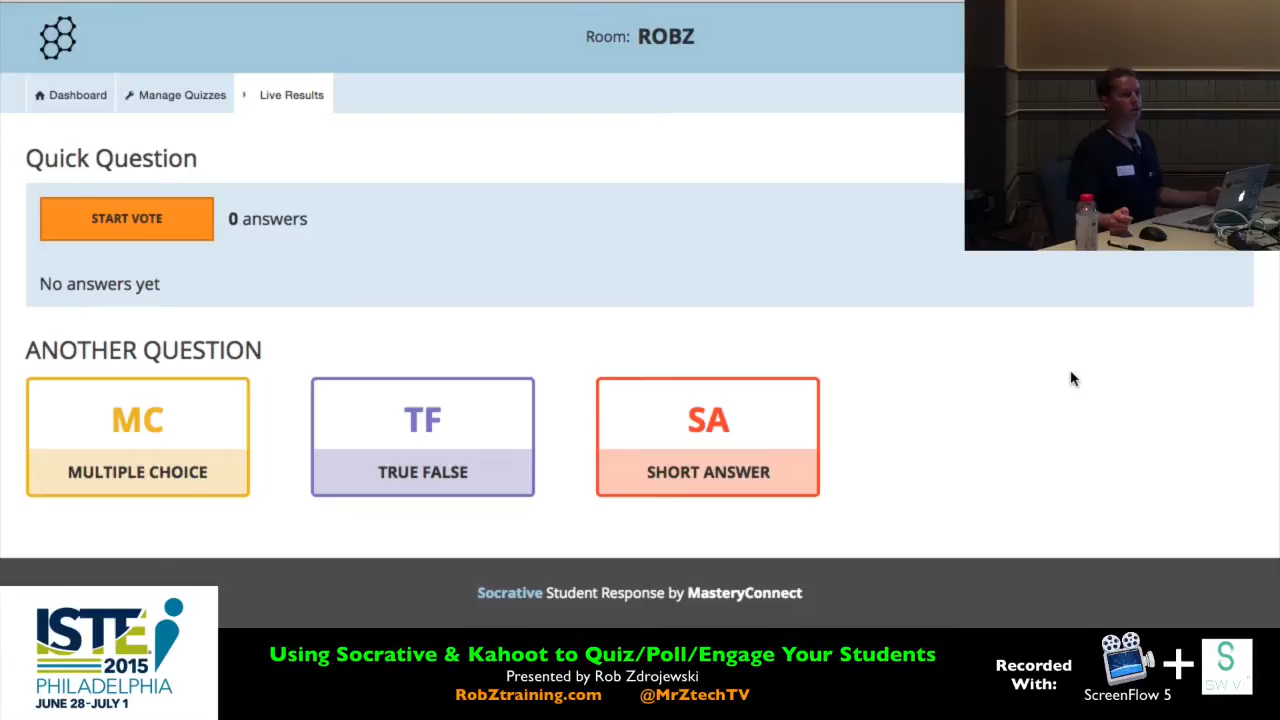 Room: ROBZ
Dashboard
Manage Quizzes
Live Results
Quick Question
START VOTE
0 answers
No answers yet
ANOTHER QUESTION
MC
MULTIPLE CHOICE
TF
TRUE FALSE
SA
SHORT ANSWER
Socrative Student Response by MasteryConnect
ISTE
2015
PHILADELPHIA
JUNE 28-JULY 1
Using Socrative & Kahoot to Quiz/Poll/Engage Your Students
Presented by Rob Zdrojewski
RobZtraining.com @MrZtechTV
Recorded
With:
ScreenFlow 5
+
S
SWIVL